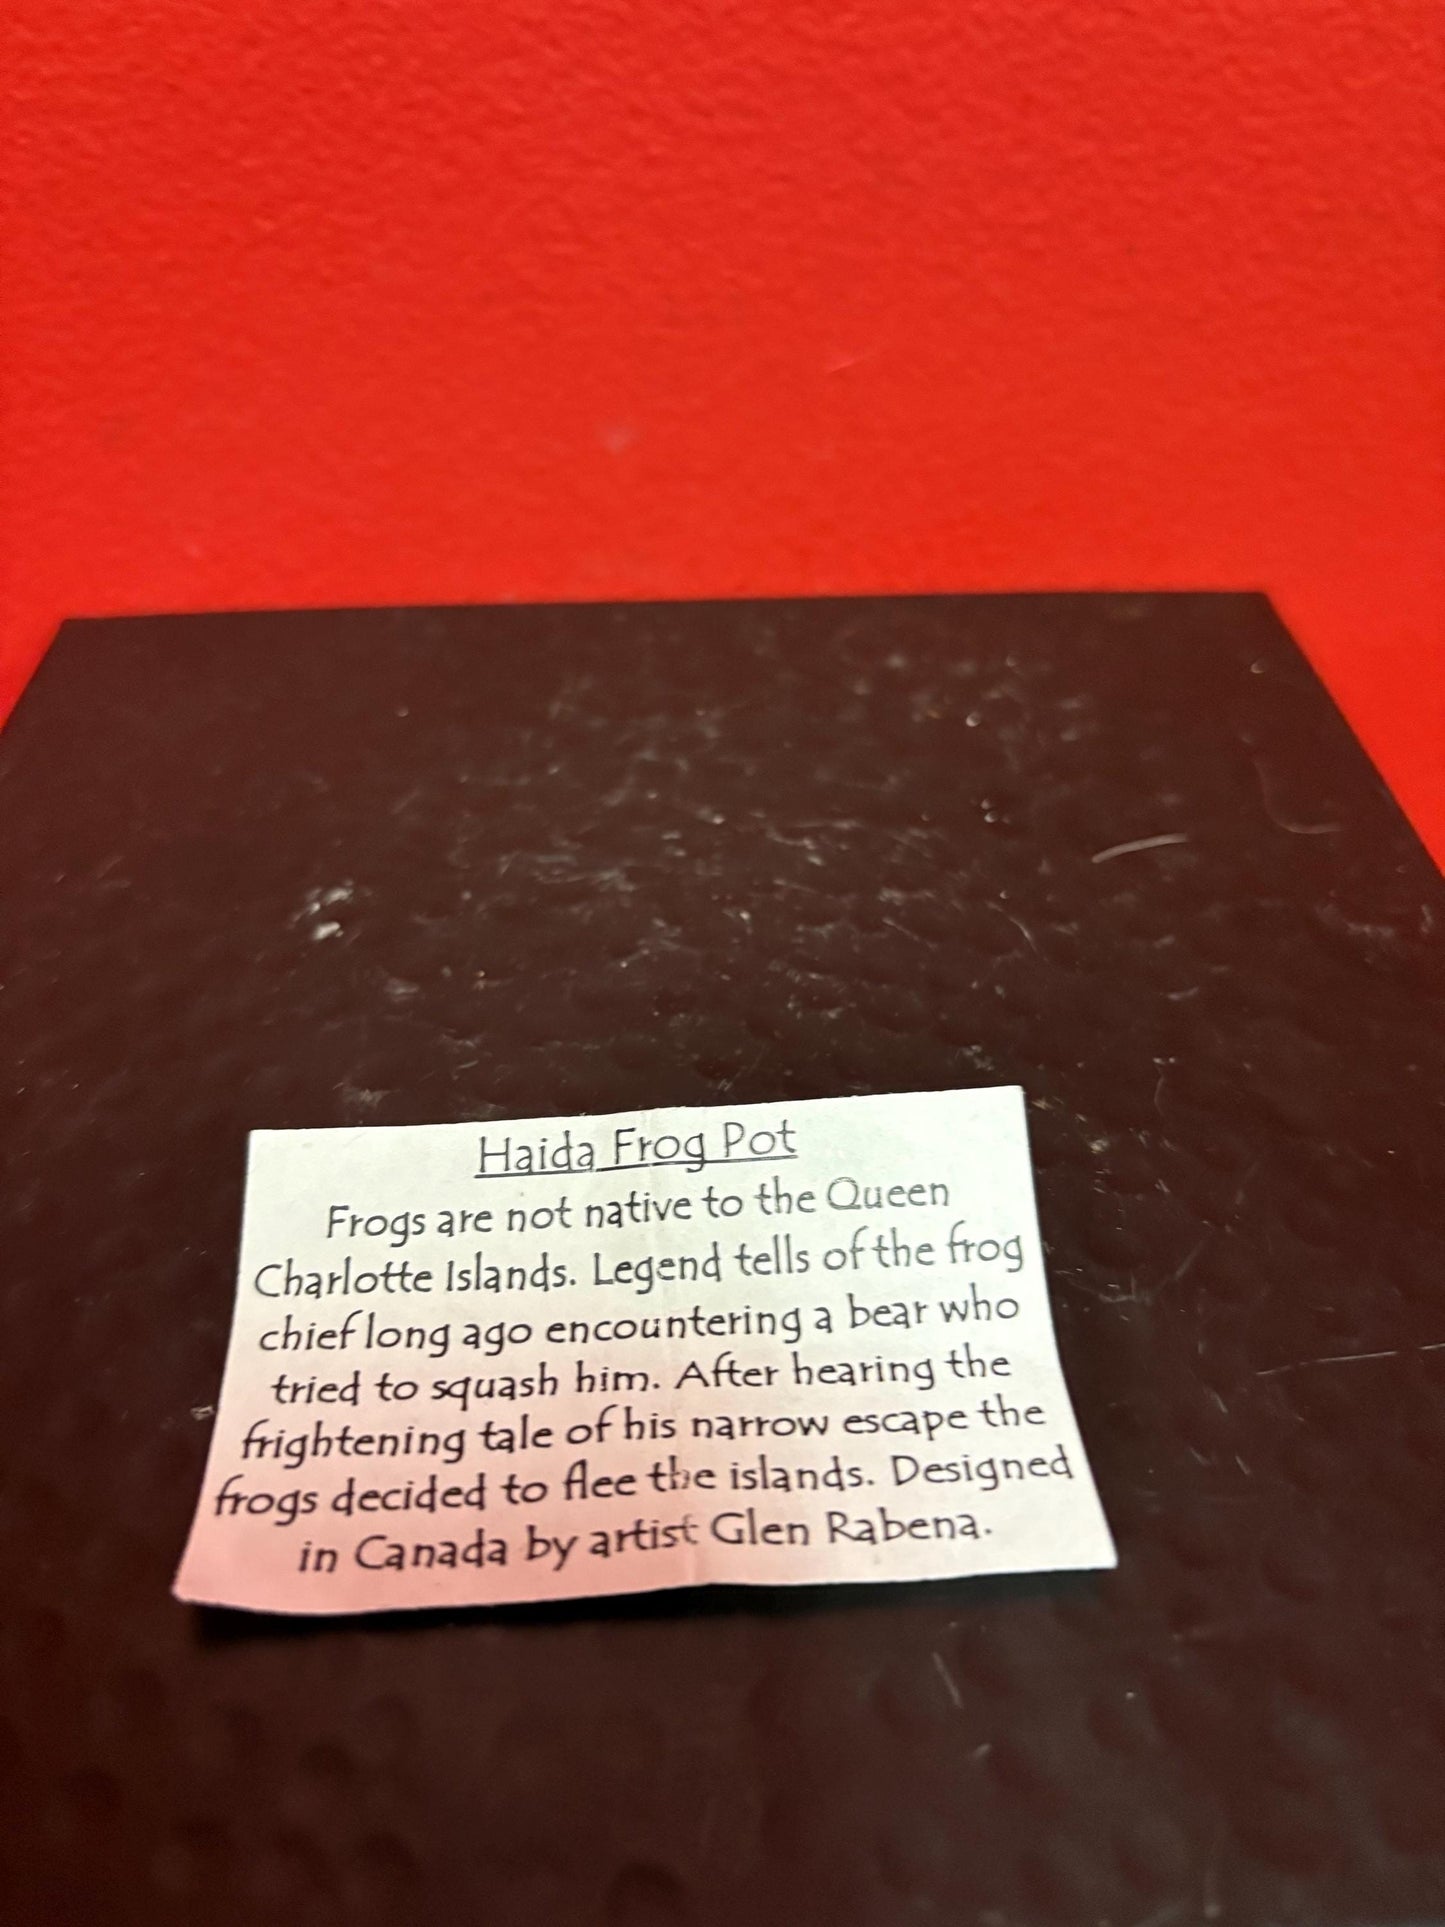 Haida Frog Pot
Frogs are not native to the Queen
Charlotte Islands. Legend tells of the frog
chief long ago encountering a bear who
tried to squash him. After hearing the
frightening tale of his narrow escape the
frogs decided to flee the islands. Designed
in Canada by artist Glen Rabena.